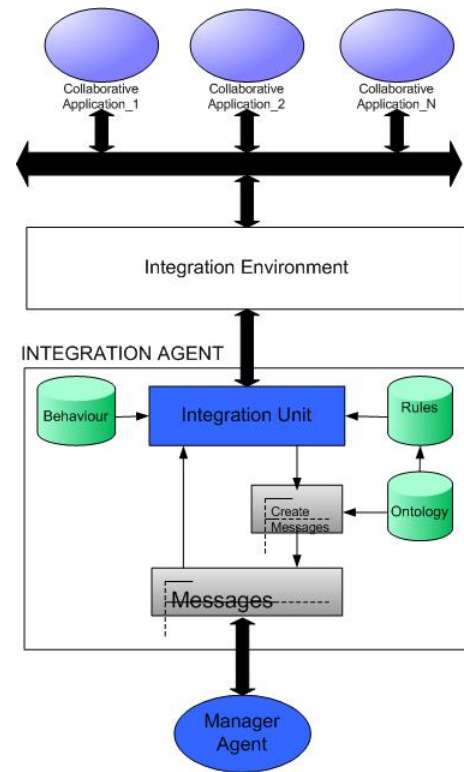 Collaborative
Application_1
Collaborative
Application_2
Collaborative
Application_N
Integration Environment
INTEGRATION AGENT
Behaviour
Integration Unit
Rules
Create
Messages
Ontology
Messages
Manager
Agent